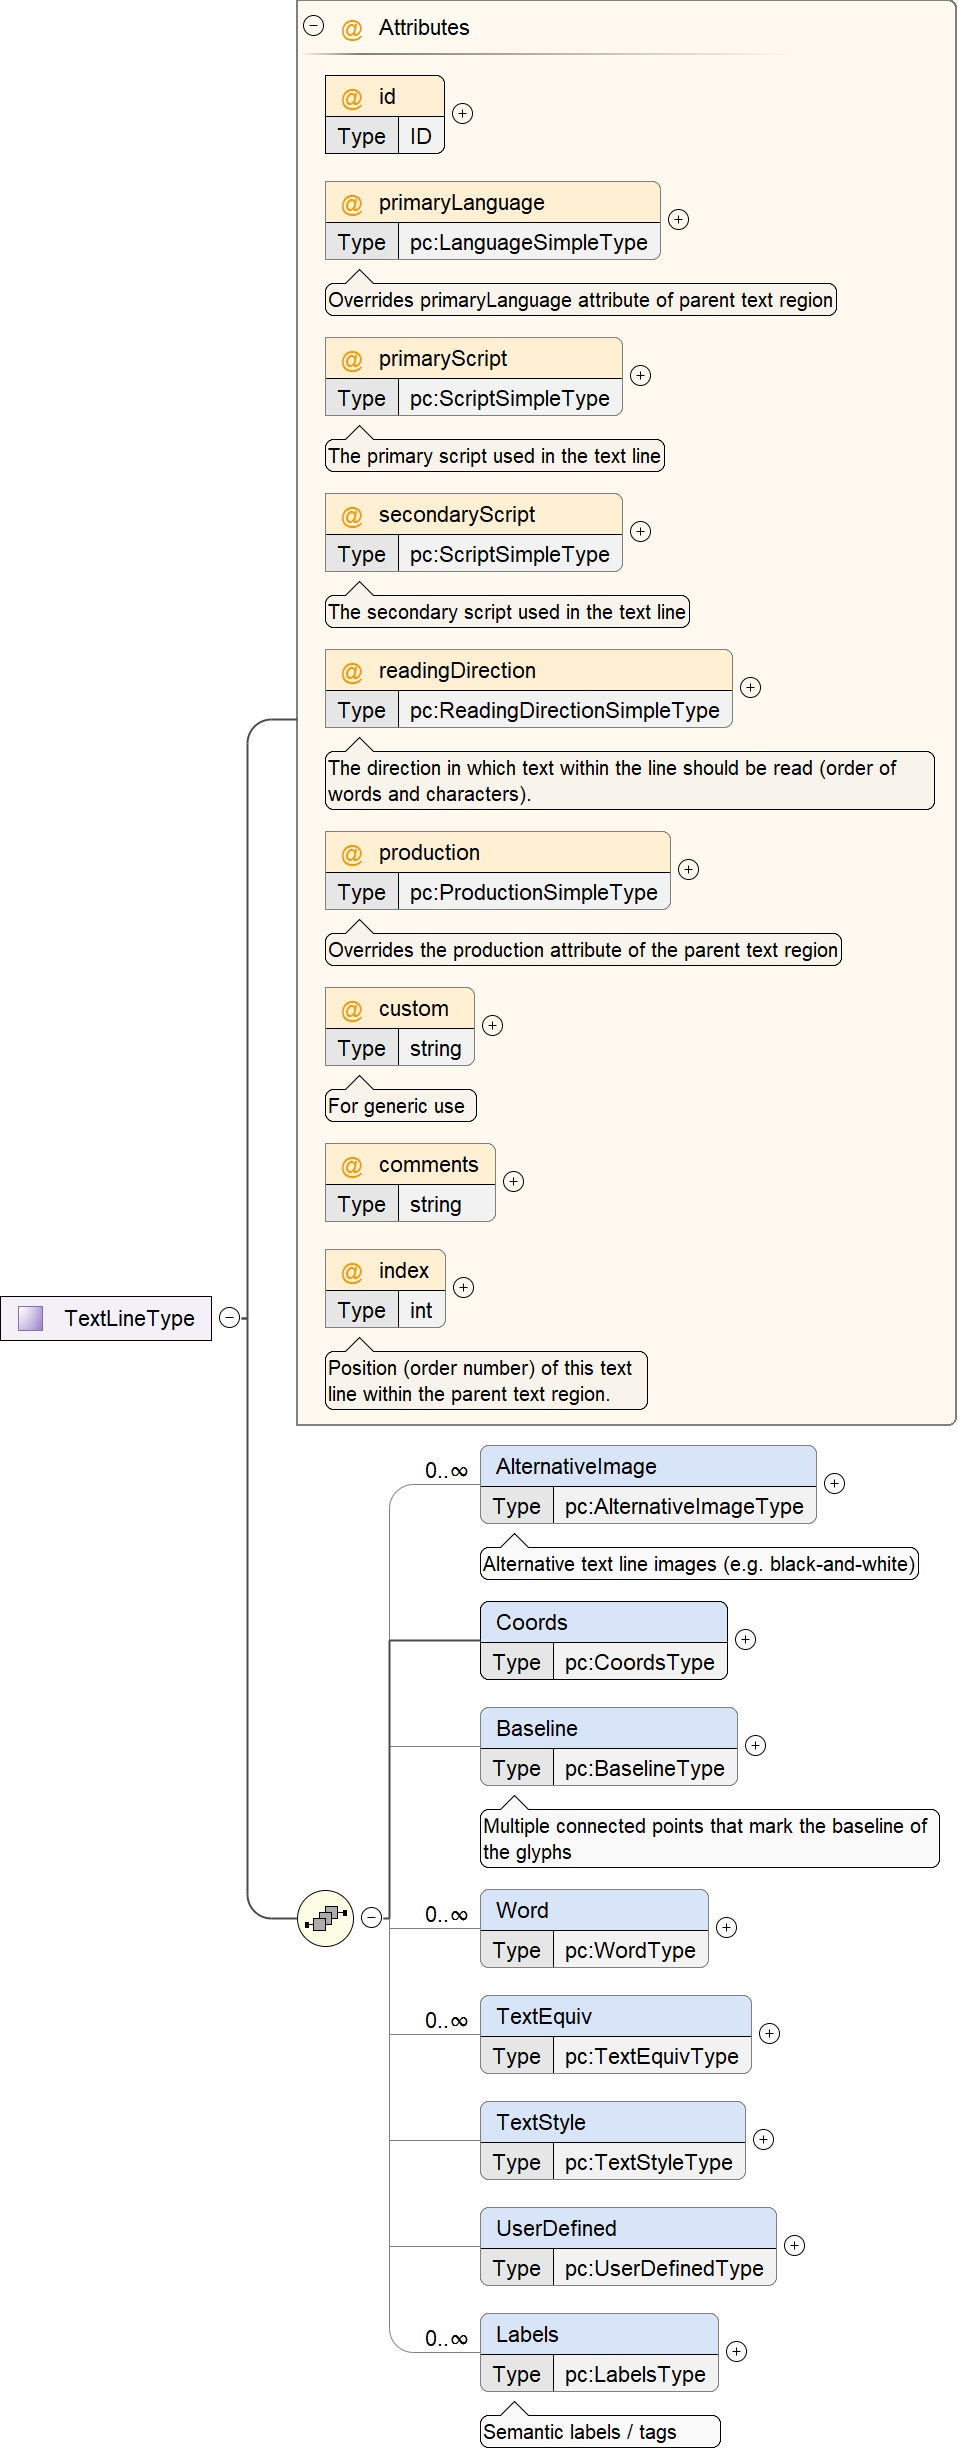 @ Attributes
@ id
Type ID
@ primaryLanguage
Type pc:LanguageSimpleType
Overrides primaryLanguage attribute of parent text region
@ primaryScript
Type pc:ScriptSimpleType
The primary script used in the text line
@ secondaryScript
Type pc:ScriptSimpleType
The secondary script used in the text line
@ readingDirection
Type pc:ReadingDirectionSimpleType
The direction in which text within the line should be read (order of
words and characters).
@ production
Type pc:ProductionSimpleType
Overrides the production attribute of the parent text region
@ custom
Type string
For generic use
@ comments
Type string
@ index
Type int
Position (order number) of this text
line within the parent text region.
TextLineType
0..∞ AlternativeImage
Type pc:AlternativeImageType
Alternative text line images (e.g. black-and-white)
Coords
Type pc:CoordsType
Baseline
Type pc:BaselineType
Multiple connected points that mark the baseline of
the glyphs
0..∞ Word
Type pc:WordType
0..∞ TextEquiv
Type pc:TextEquivType
TextStyle
Type pc:TextStyleType
UserDefined
Type pc:UserDefinedType
0..∞ Labels
Type pc:LabelsType
Semantic labels / tags